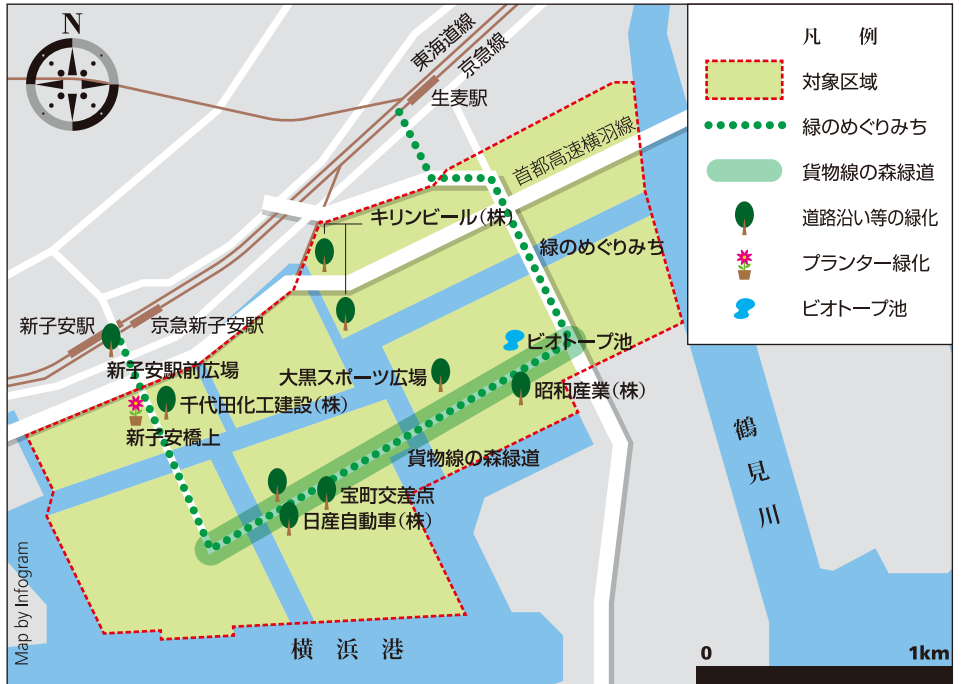 N
東海道線
京急線
生麦駅
首都高速横羽線
キリンビール(株)
緑のめぐりみち
新子安駅
京急新子安駅
新子安駅前広場
大黒スポーツ広場
ビオトープ池
千代田化工建設(株)
昭和産業(株)
新子安橋上
貨物線の森緑道
宝町交差点
日産自動車(株)
横浜港
鶴見川
凡 例
対象区域
緑のめぐりみち
貨物線の森緑道
道路沿い等の緑化
プランター緑化
ビオトープ池
0 1km
Map by Infogram